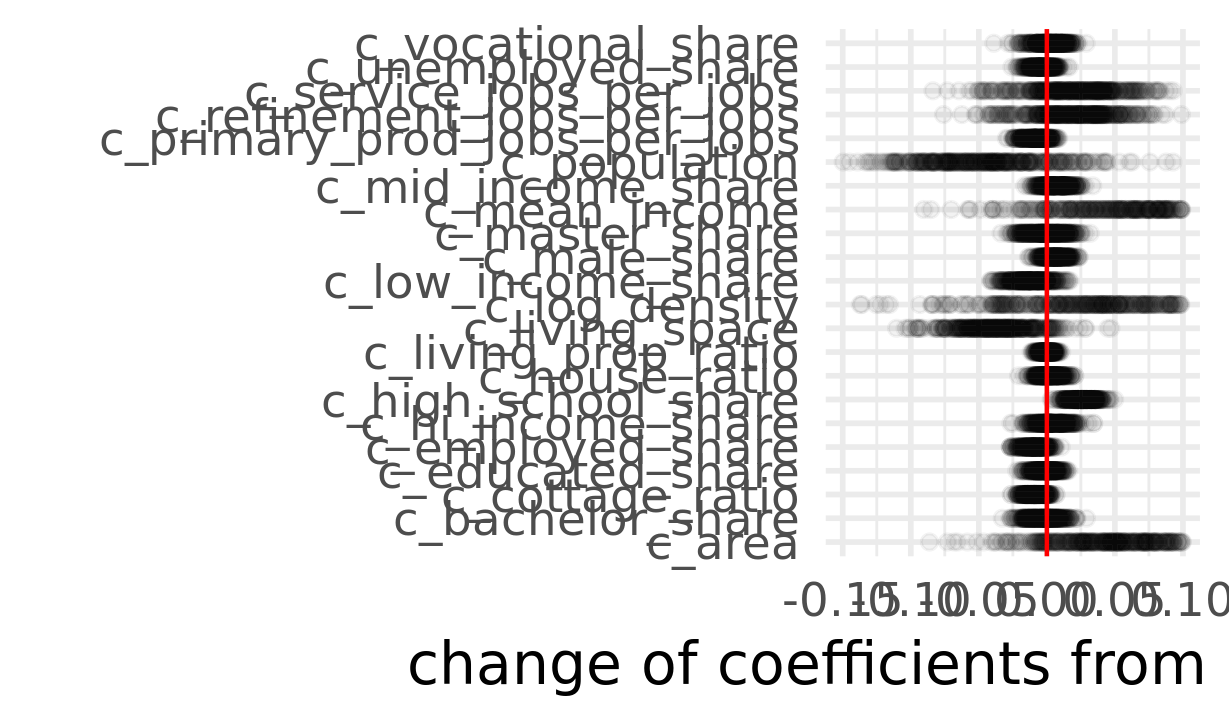 c_vocational_share
c_unemployed_share
c_service_jobs_per_jobs
c_refinement_jobs_per_jobs
c_primary_prod_jobs_per_jobs
c_population
c_mid_income_share
c_mean_income
c_master_share
c_male_share
c_low_income_share
c_log_density
c_living_space
c_living_prop_ratio
c_house_ratio
c_high_school_share
c_hi_income_share
c_employed_share
c_educated_share
c_cottage_ratio
c_bachelor_share
c_area
-0.15 -0.10 -0.05 0.00 0.05 0.10
change of coefficients from